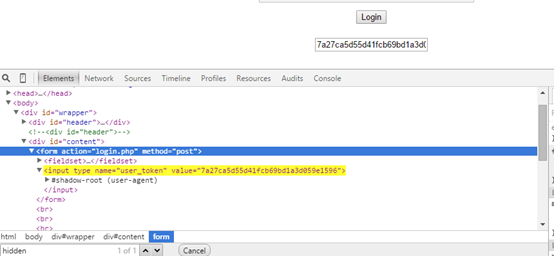 Login
7a27ca5d55d41fcb69bd1a3d0
Elements Network Sources Timeline Profiles Resources Audits Console
<head>…</head>
<body>
<div id="wrapper">
<div id="header">…</div>
<!--<div id="header">-->
<div id="content">
<form action="login.php" method="post">
<fieldset>…</fieldset>
<input type name="user_token" value="7a27ca5d55d41fcb69bd1a3d059e1596">
#shadow-root (user-agent)
</input>
</form>
<br>
<br>
<br>
html body div#wrapper div#content form
hidden 1 of 1 Cancel